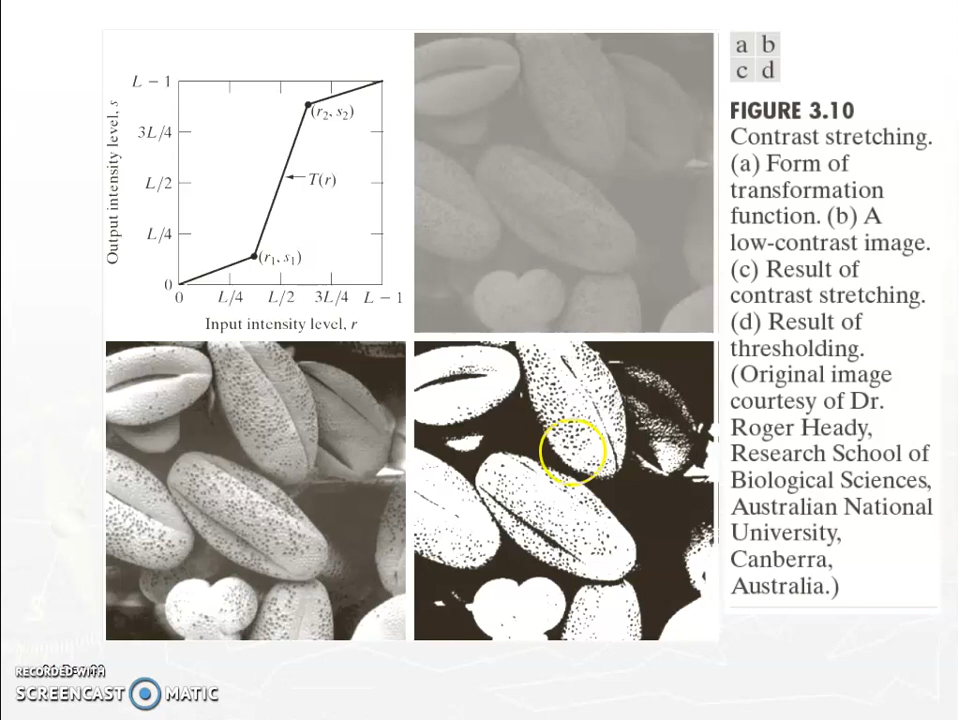 L − 1
3L/4
L/2
L/4
0
Output intensity level, s
(r₂, s₂)
T(r)
(r₁, s₁)
0 L/4 L/2 3L/4 L − 1
Input intensity level, r
a b
c d
FIGURE 3.10
Contrast stretching.
(a) Form of
transformation
function. (b) A
low-contrast image.
(c) Result of
contrast stretching.
(d) Result of
thresholding.
(Original image
courtesy of Dr.
Roger Heady,
Research School of
Biological Sciences,
Australian National
University,
Canberra,
Australia.)
RECORDED WITH
SCREENCAST MATIC